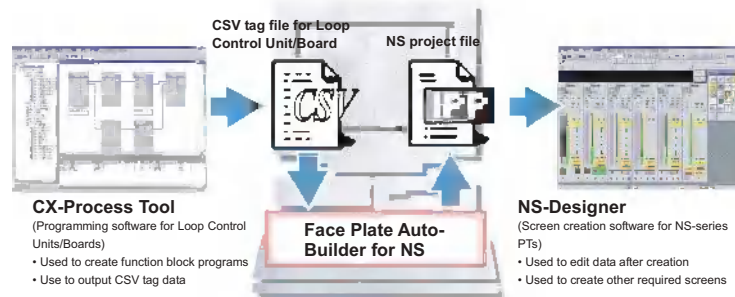 CSV tag file for Loop
Control Unit/Board
NS project file
CSV
IPP
CX-Process Tool
(Programming software for Loop Control
Units/Boards)
• Used to create function block programs
• Use to output CSV tag data
Face Plate Auto-
Builder for NS
NS-Designer
(Screen creation software for NS-series
PTs)
• Used to edit data after creation
• Used to create other required screens